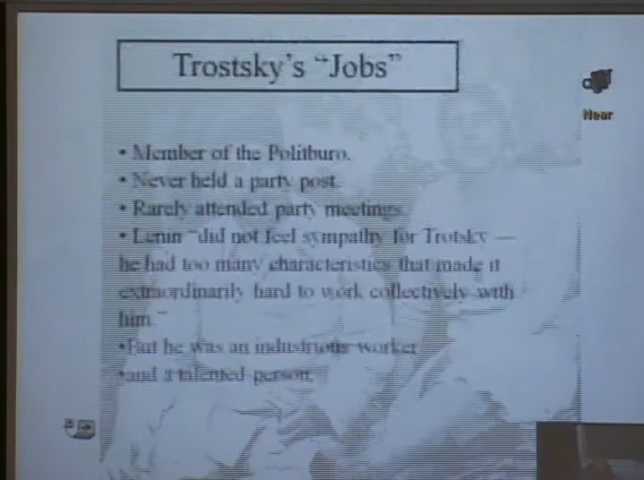 Trostsky's "Jobs"
• Member of the Politburo.
• Never held a party post.
• Rarely attended party meetings.
• Lenin "did not feel sympathy for Trotsky —
he had too many characteristics that made it
extraordinarily hard to work collectively with
him."
•But he was an industrious worker
•and a talented person.
Near